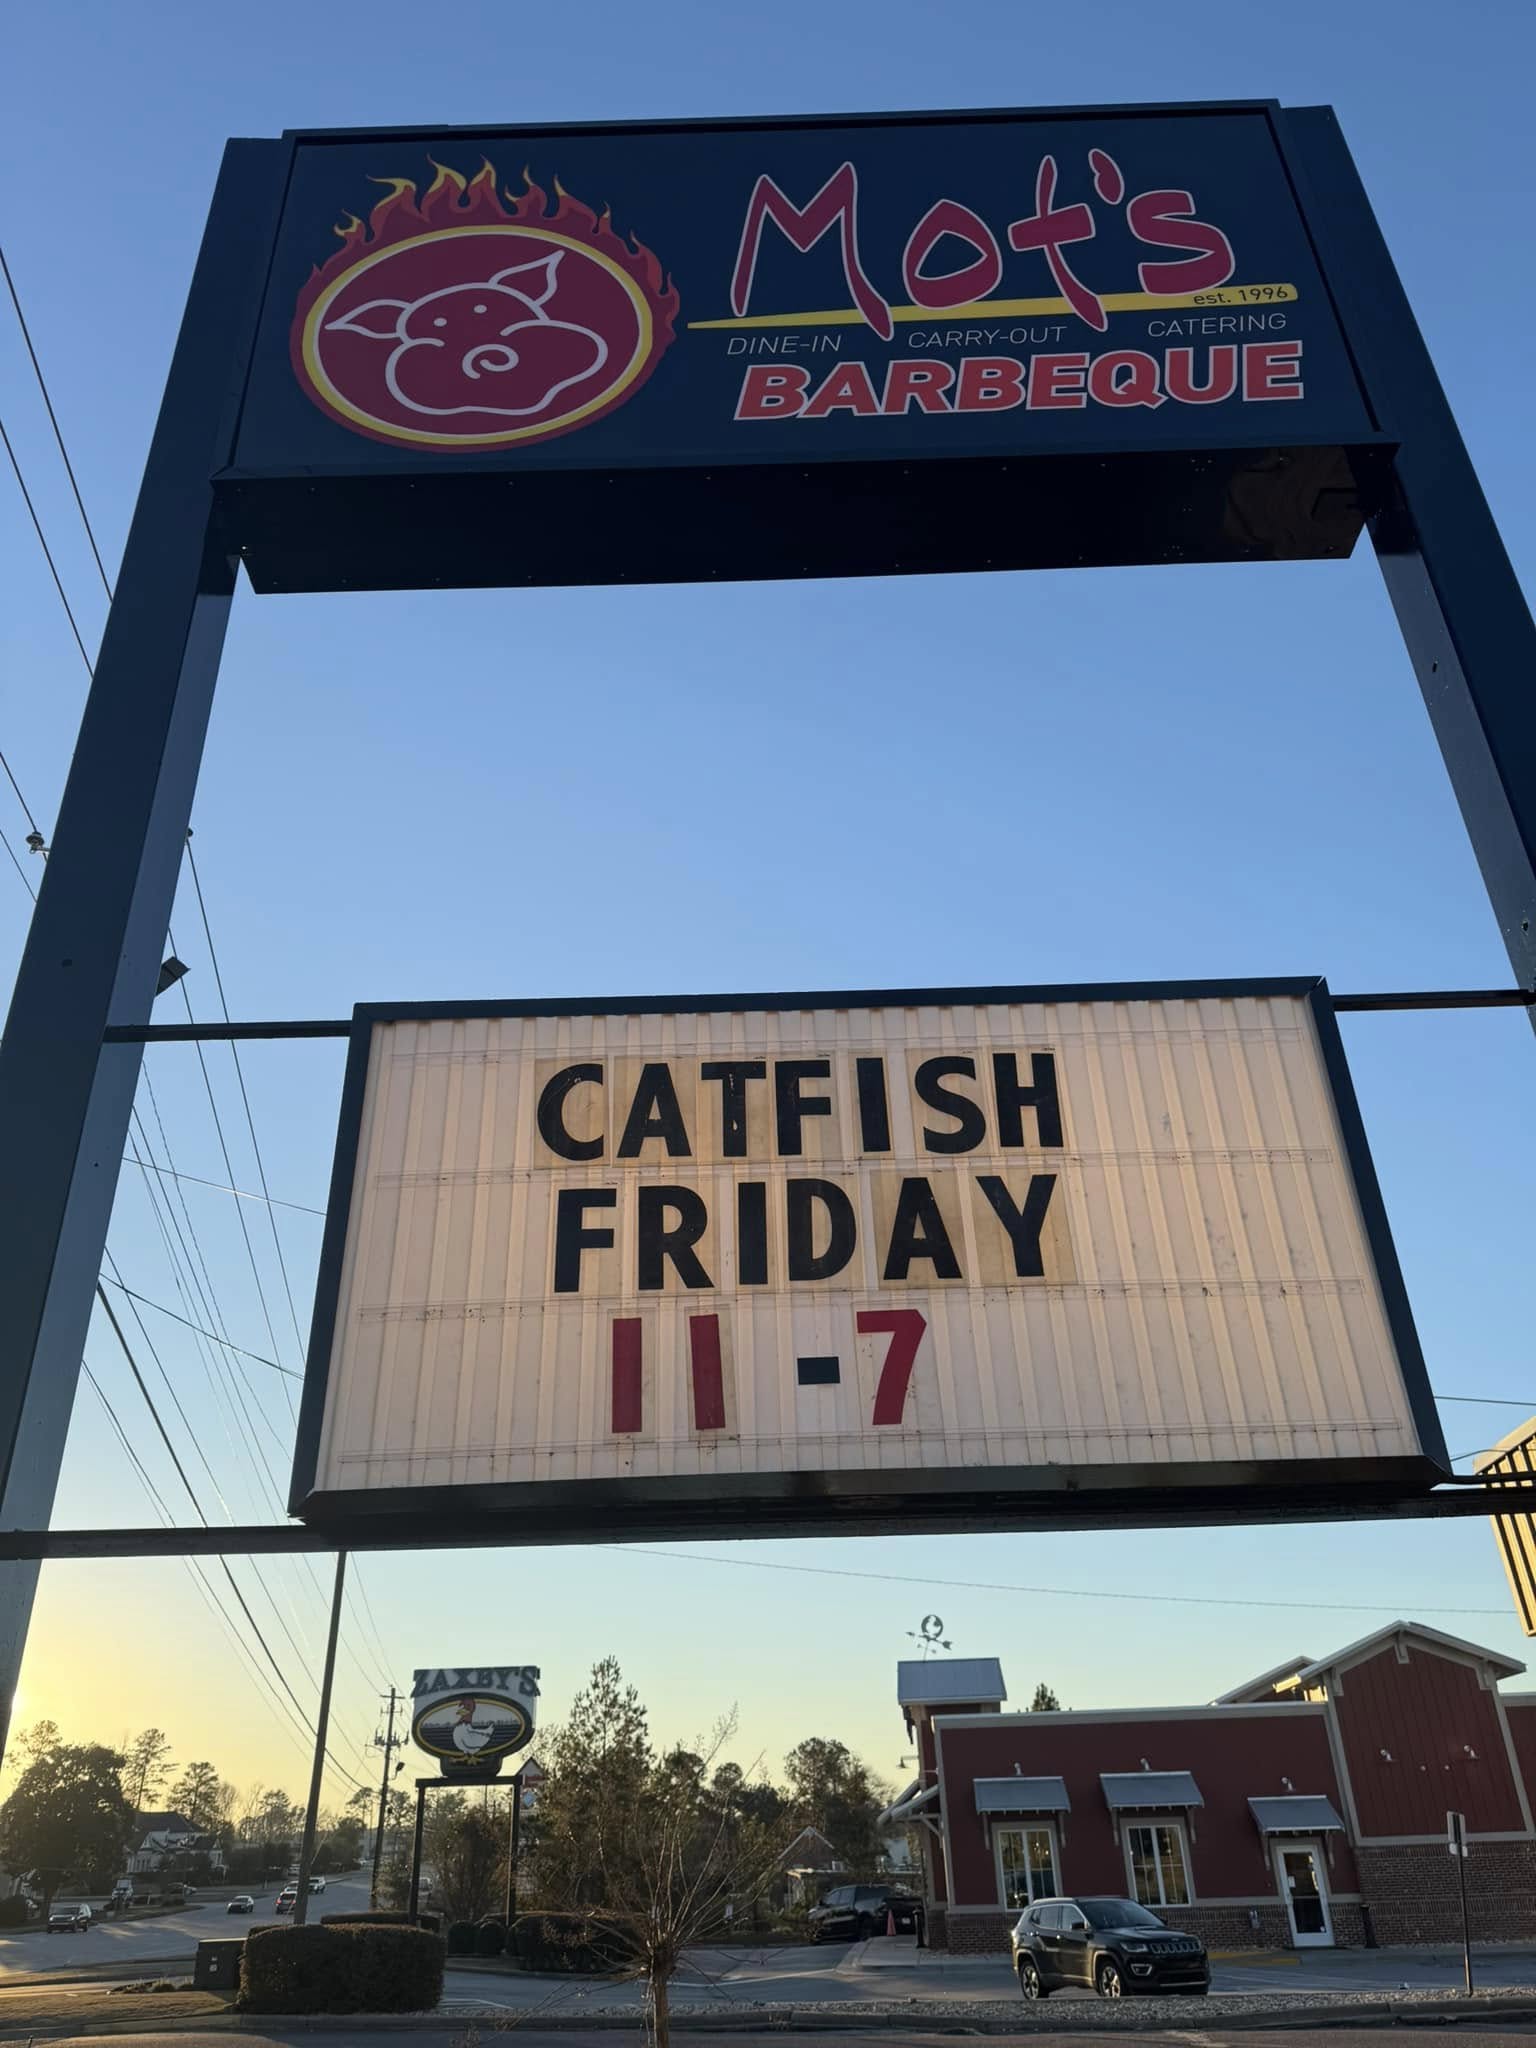 Mot's
est. 1996
DINE-IN CARRY-OUT CATERING
BARBEQUE
CATFISH
FRIDAY
11-7
ZAXBY'S